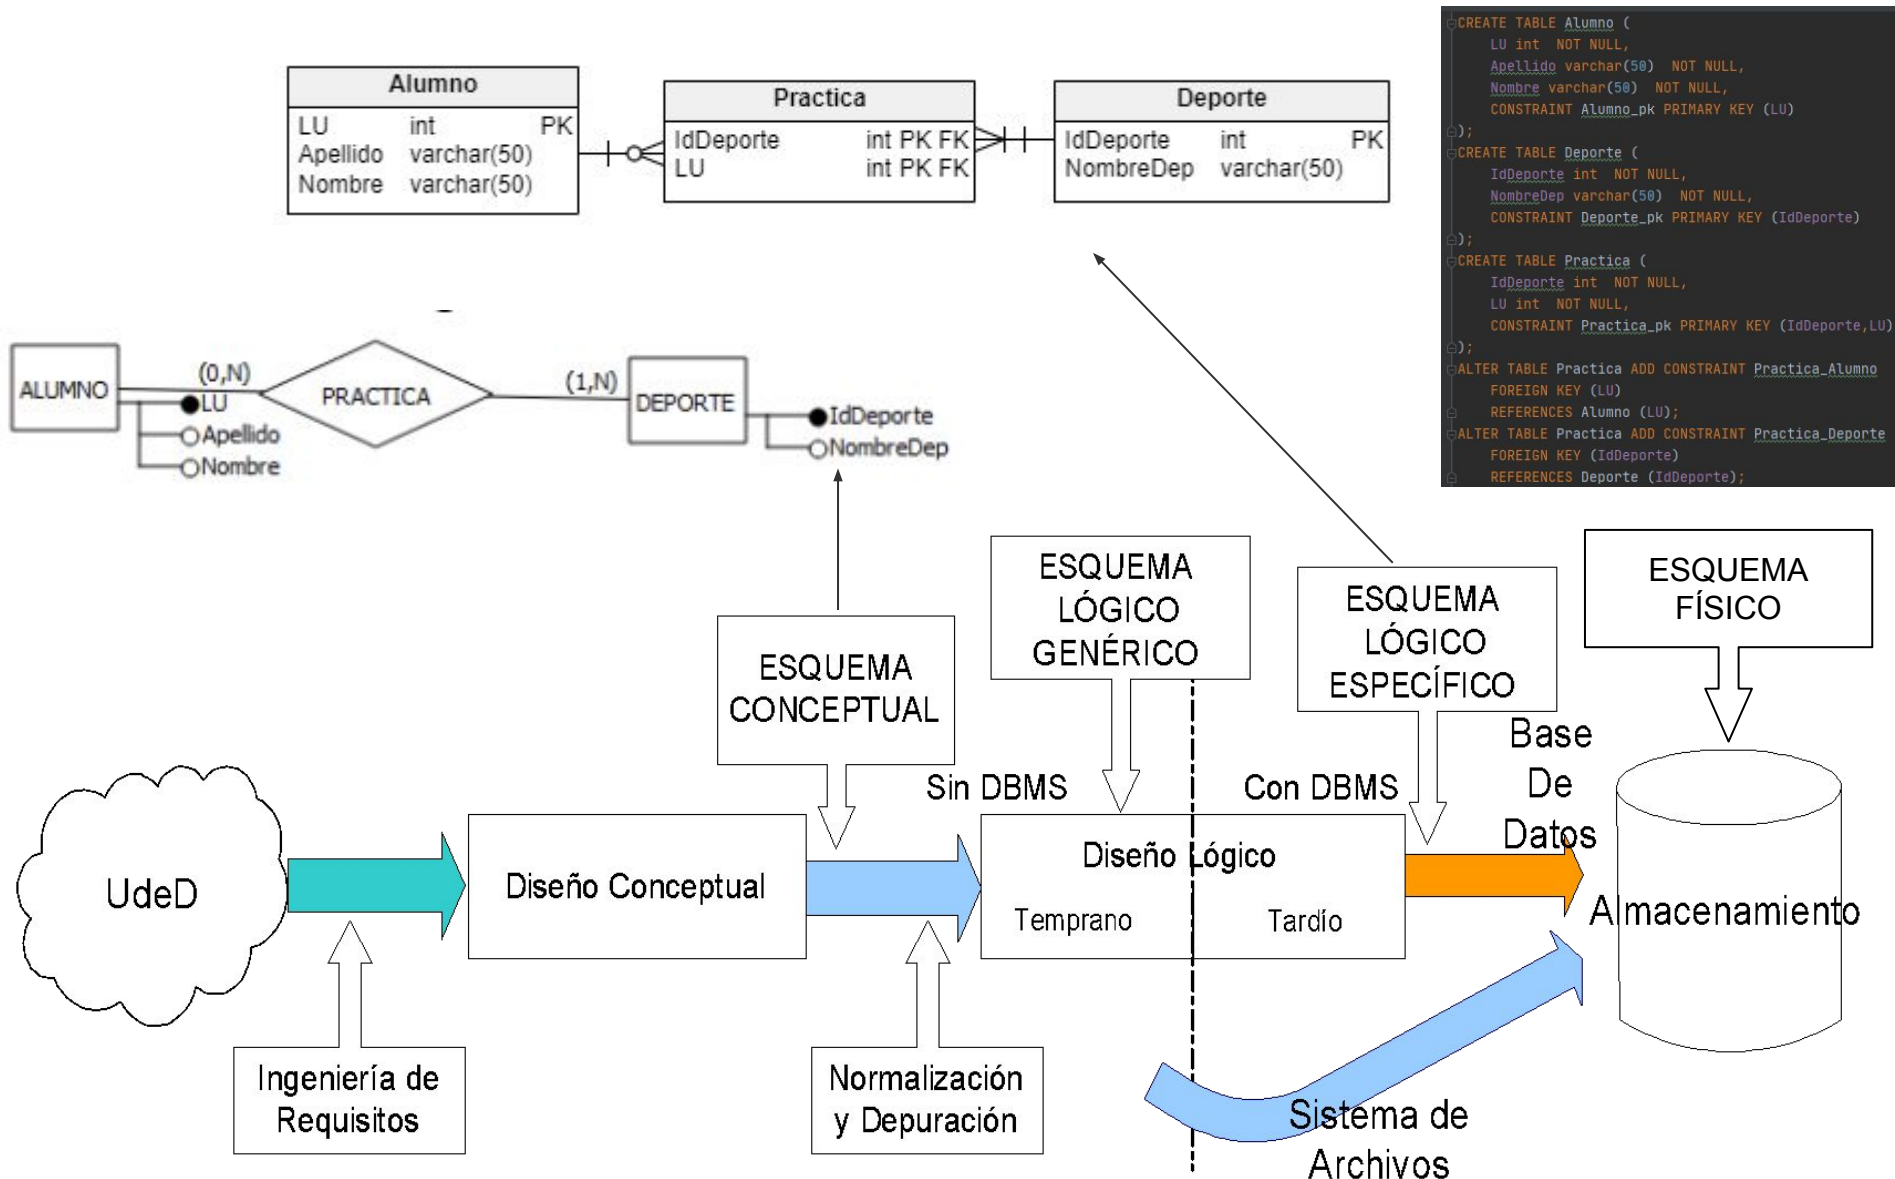 Alumno
LU int PK
Apellido varchar(50)
Nombre varchar(50)
Practica
IdDeporte int PK FK
LU int PK FK
Deporte
IdDeporte int PK
NombreDep varchar(50)
CREATE TABLE Alumno (
LU int NOT NULL,
Apellido varchar(50) NOT NULL,
Nombre varchar(50) NOT NULL,
CONSTRAINT Alumno_pk PRIMARY KEY (LU)
);
CREATE TABLE Deporte (
IdDeporte int NOT NULL,
NombreDep varchar(50) NOT NULL,
CONSTRAINT Deporte_pk PRIMARY KEY (IdDeporte)
);
CREATE TABLE Practica (
IdDeporte int NOT NULL,
LU int NOT NULL,
CONSTRAINT Practica_pk PRIMARY KEY (IdDeporte,LU)
);
ALTER TABLE Practica ADD CONSTRAINT Practica_Alumno
FOREIGN KEY (LU)
REFERENCES Alumno (LU);
ALTER TABLE Practica ADD CONSTRAINT Practica_Deporte
FOREIGN KEY (IdDeporte)
REFERENCES Deporte (IdDeporte);
ALUMNO
(0,N)
LU
Apellido
Nombre
PRACTICA
(1,N)
DEPORTE
IdDeporte
NombreDep
ESQUEMA
CONCEPTUAL
ESQUEMA
LÓGICO
GENÉRICO
ESQUEMA
LÓGICO
ESPECÍFICO
ESQUEMA
FÍSICO
Sin DBMS
Con DBMS
Base
De
Datos
UdeD
Diseño Conceptual
Diseño Lógico
Temprano
Tardío
Almacenamiento
Ingeniería de
Requisitos
Normalización
y Depuración
Sistema de
Archivos